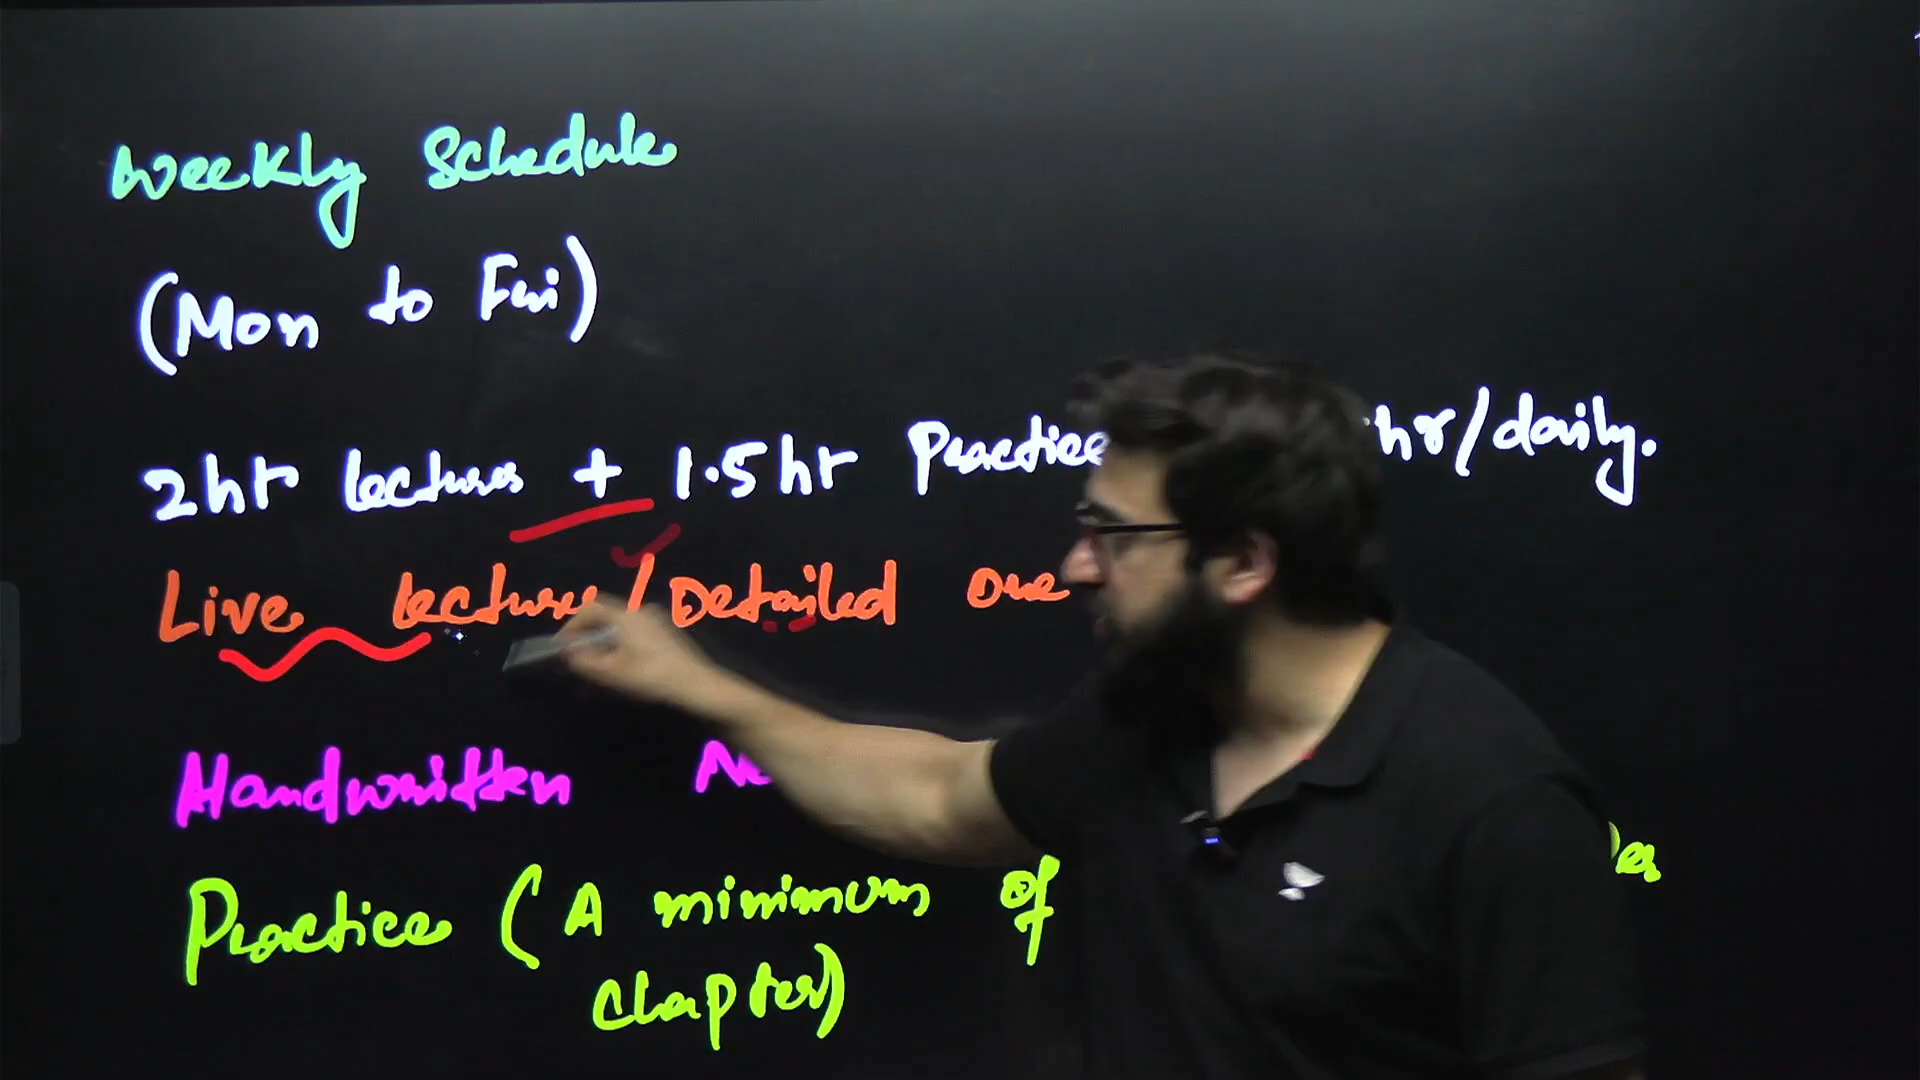 Weekly Schedule
(Mon to Fri)
2hr lectures + 1.5hr Practice hr/daily.
Live lectures/Detailed One
Handwritten
Practice (A minimum of
chapter)